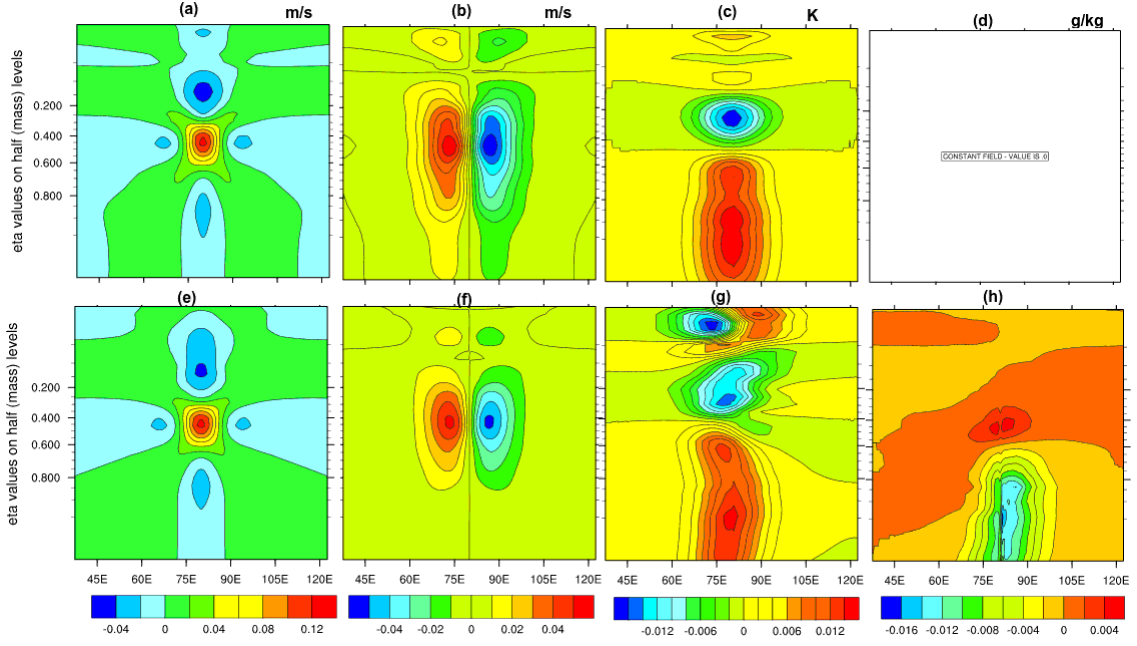 (a) m/s (b) m/s (c) K (d) g/kg
eta values on half (mass) levels
0.200
0.400
0.600
0.800
CONSTANT FIELD - VALUE IS .0
(e) (f) (g) (h)
eta values on half (mass) levels
0.200
0.400
0.600
0.800
45E 60E 75E 90E 105E 120E 45E 60E 75E 90E 105E 120E 45E 60E 75E 90E 105E 120E 45E 60E 75E 90E 105E 120E
-0.04 0 0.04 0.08 0.12 -0.04 -0.02 0 0.02 0.04 -0.012 -0.006 0 0.006 0.012 -0.016 -0.012 -0.008 -0.004 0 0.004